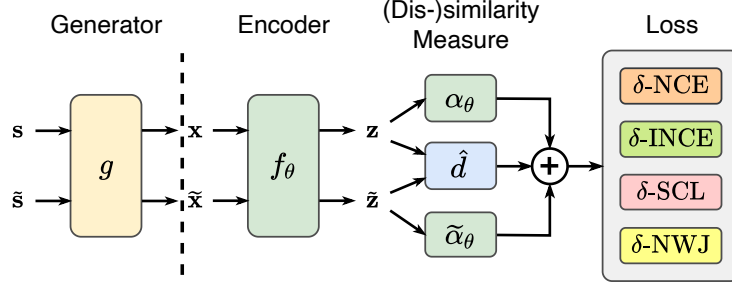 Generator
Encoder
(Dis-)similarity
Measure
Loss
s
s̃
g
x
x̃
f_θ
z
z̃
α_θ
d̂
α̃_θ
+
δ-NCE
δ-INCE
δ-SCL
δ-NWJ